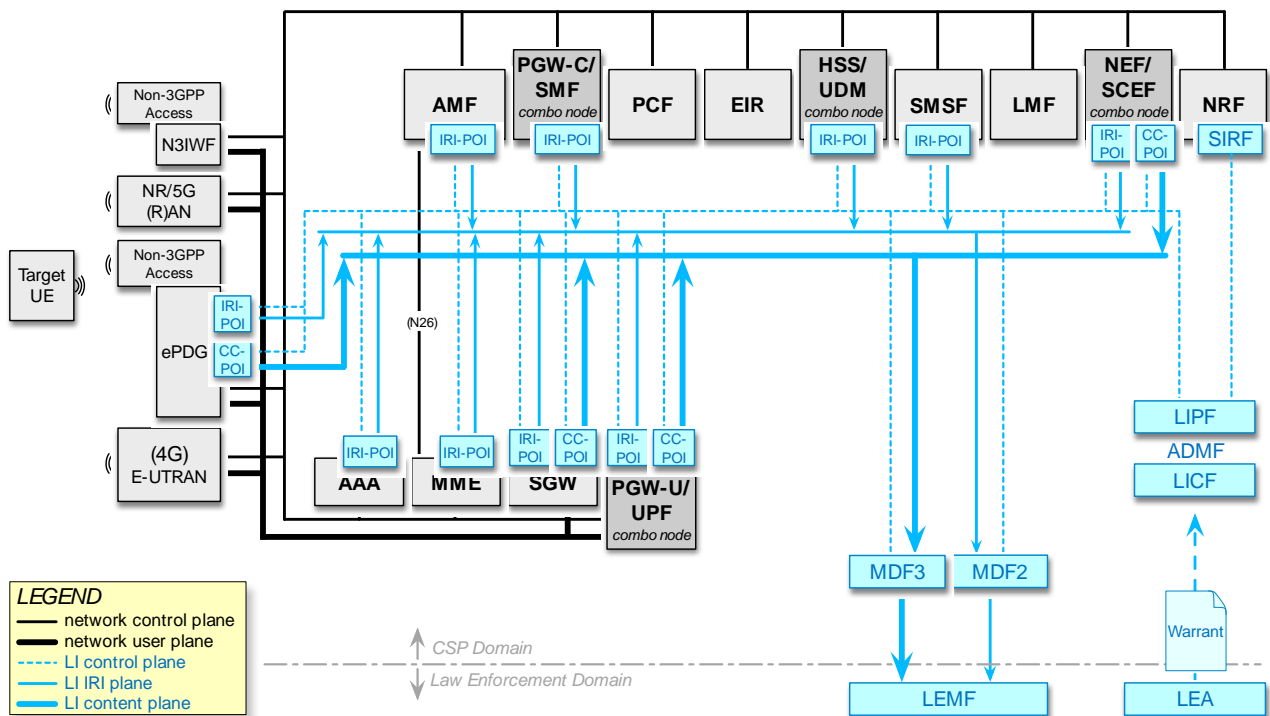 PGW-C/
SMF
combo node
HSS/
UDM
combo node
NEF/
SCEF
combo node
AMF
PCF
EIR
SMSF
LMF
NRF
IRI-POI
IRI-POI
IRI-POI
IRI-POI
IRI-
POI
CC-
POI
SIRF
Non-3GPP
Access
N3IWF
NR/5G
(R)AN
Non-3GPP
Access
Target
UE
ePDG
IRI-
POI
CC-
POI
(N26)
(4G)
E-UTRAN
IRI-POI
IRI-POI
IRI-
POI
CC-
POI
IRI-
POI
CC-
POI
AAA
MME
SGW
PGW-U/
UPF
combo node
LIPF
ADMF
LICF
MDF3
MDF2
Warrant
LEGEND
network control plane
network user plane
LI control plane
LI IRI plane
LI content plane
CSP Domain
Law Enforcement Domain
LEMF
LEA